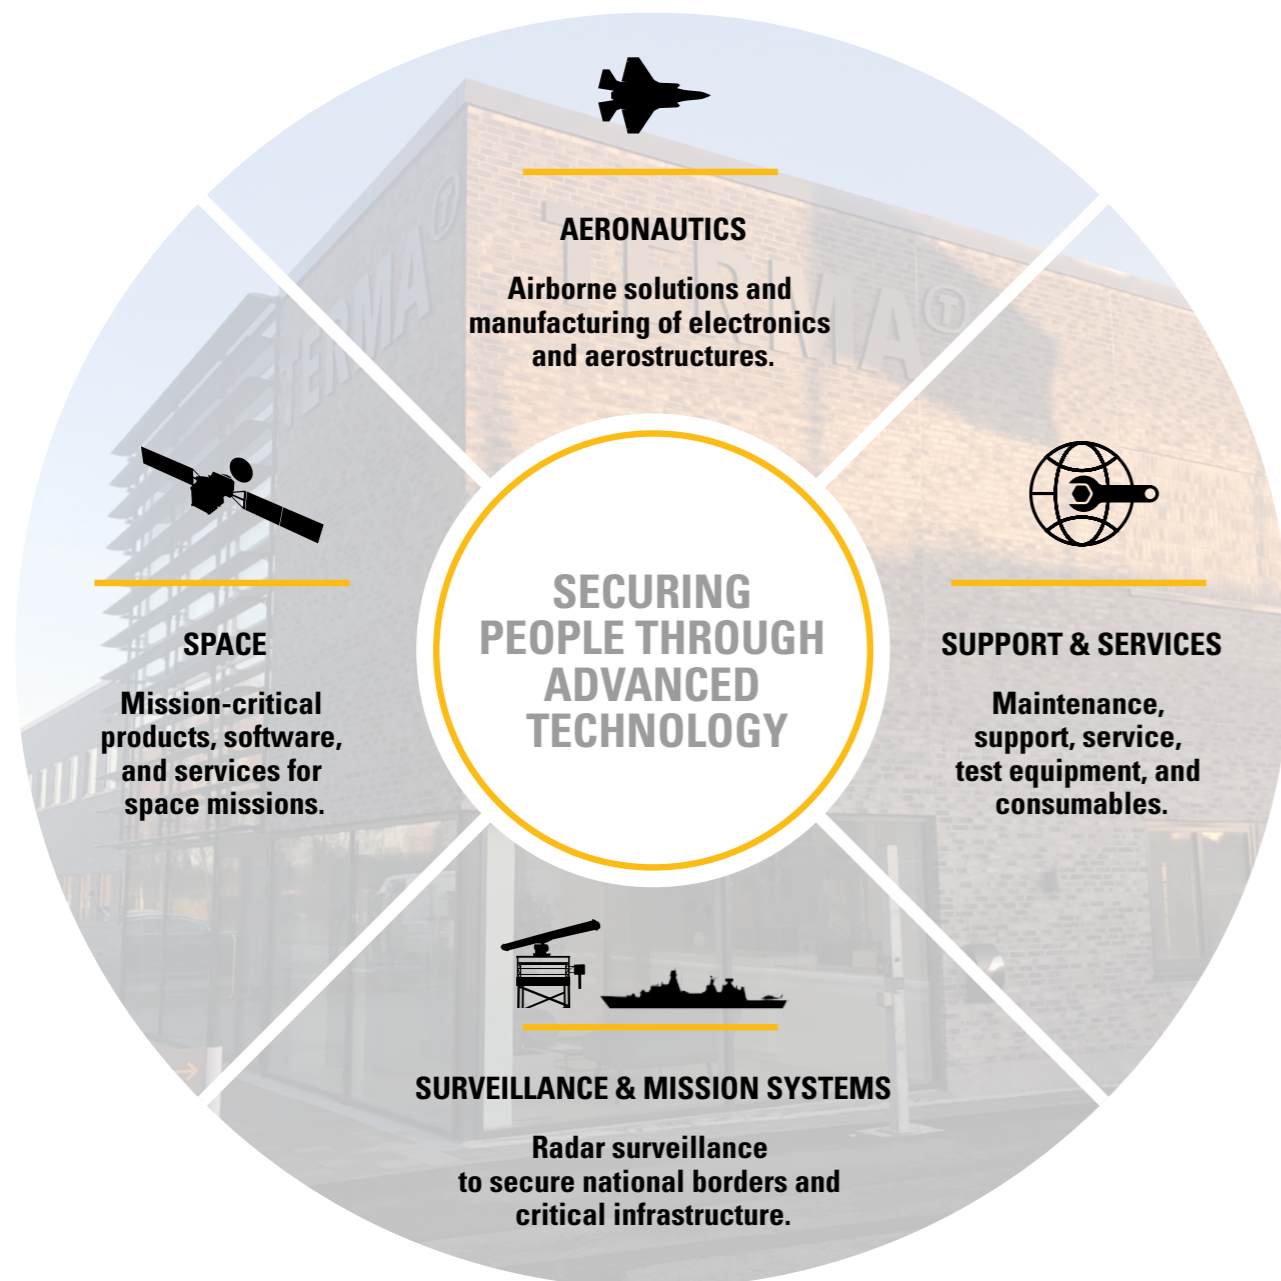 TERMA®
TERMA®
AERONAUTICS
Airborne solutions and
manufacturing of electronics
and aerostructures.
SPACE
Mission-critical
products, software,
and services for
space missions.
SECURING
PEOPLE THROUGH
ADVANCED
TECHNOLOGY
SUPPORT & SERVICES
Maintenance,
support, service,
test equipment, and
consumables.
SURVEILLANCE & MISSION SYSTEMS
Radar surveillance
to secure national borders and
critical infrastructure.